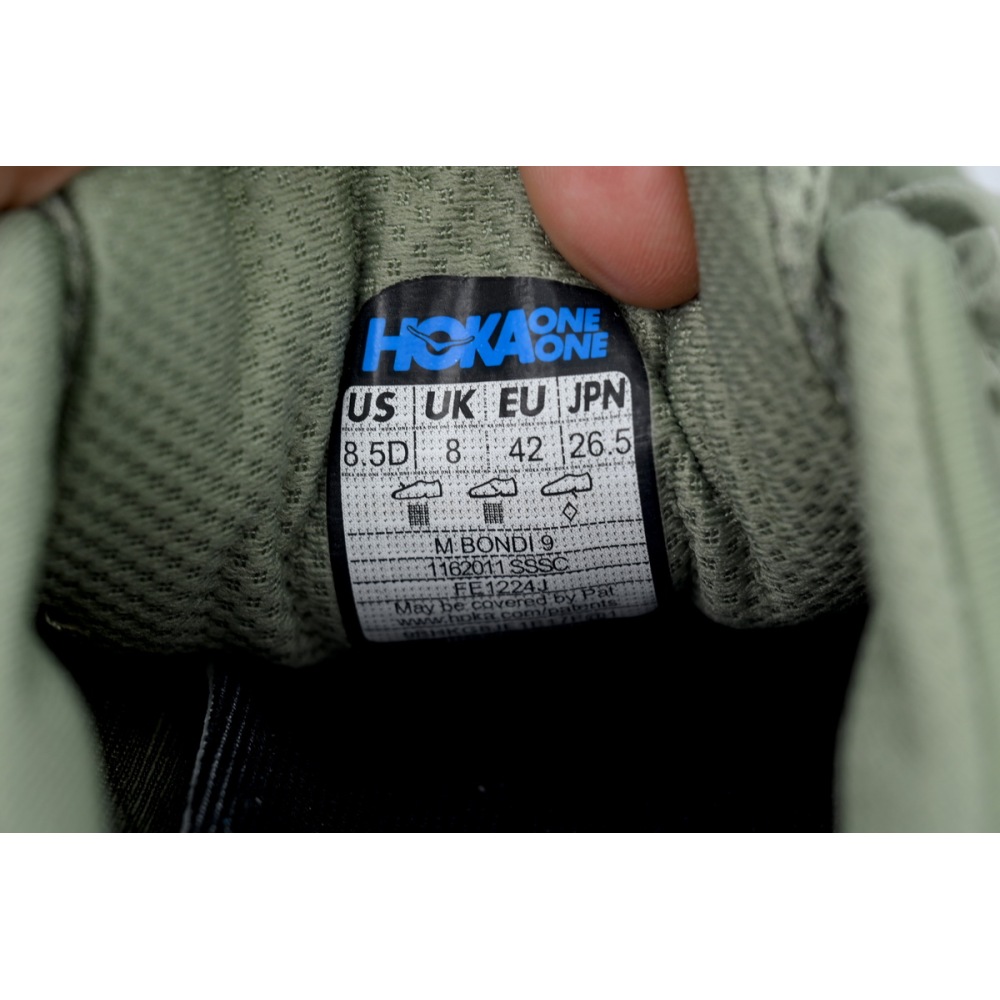 HOKA ONE ONE
US UK EU JPN
8.5D 8 42 26.5
M BONDI 9
1162011 SSSC
FE1224J
May be covered by Pat.
www.hoka.com/patents